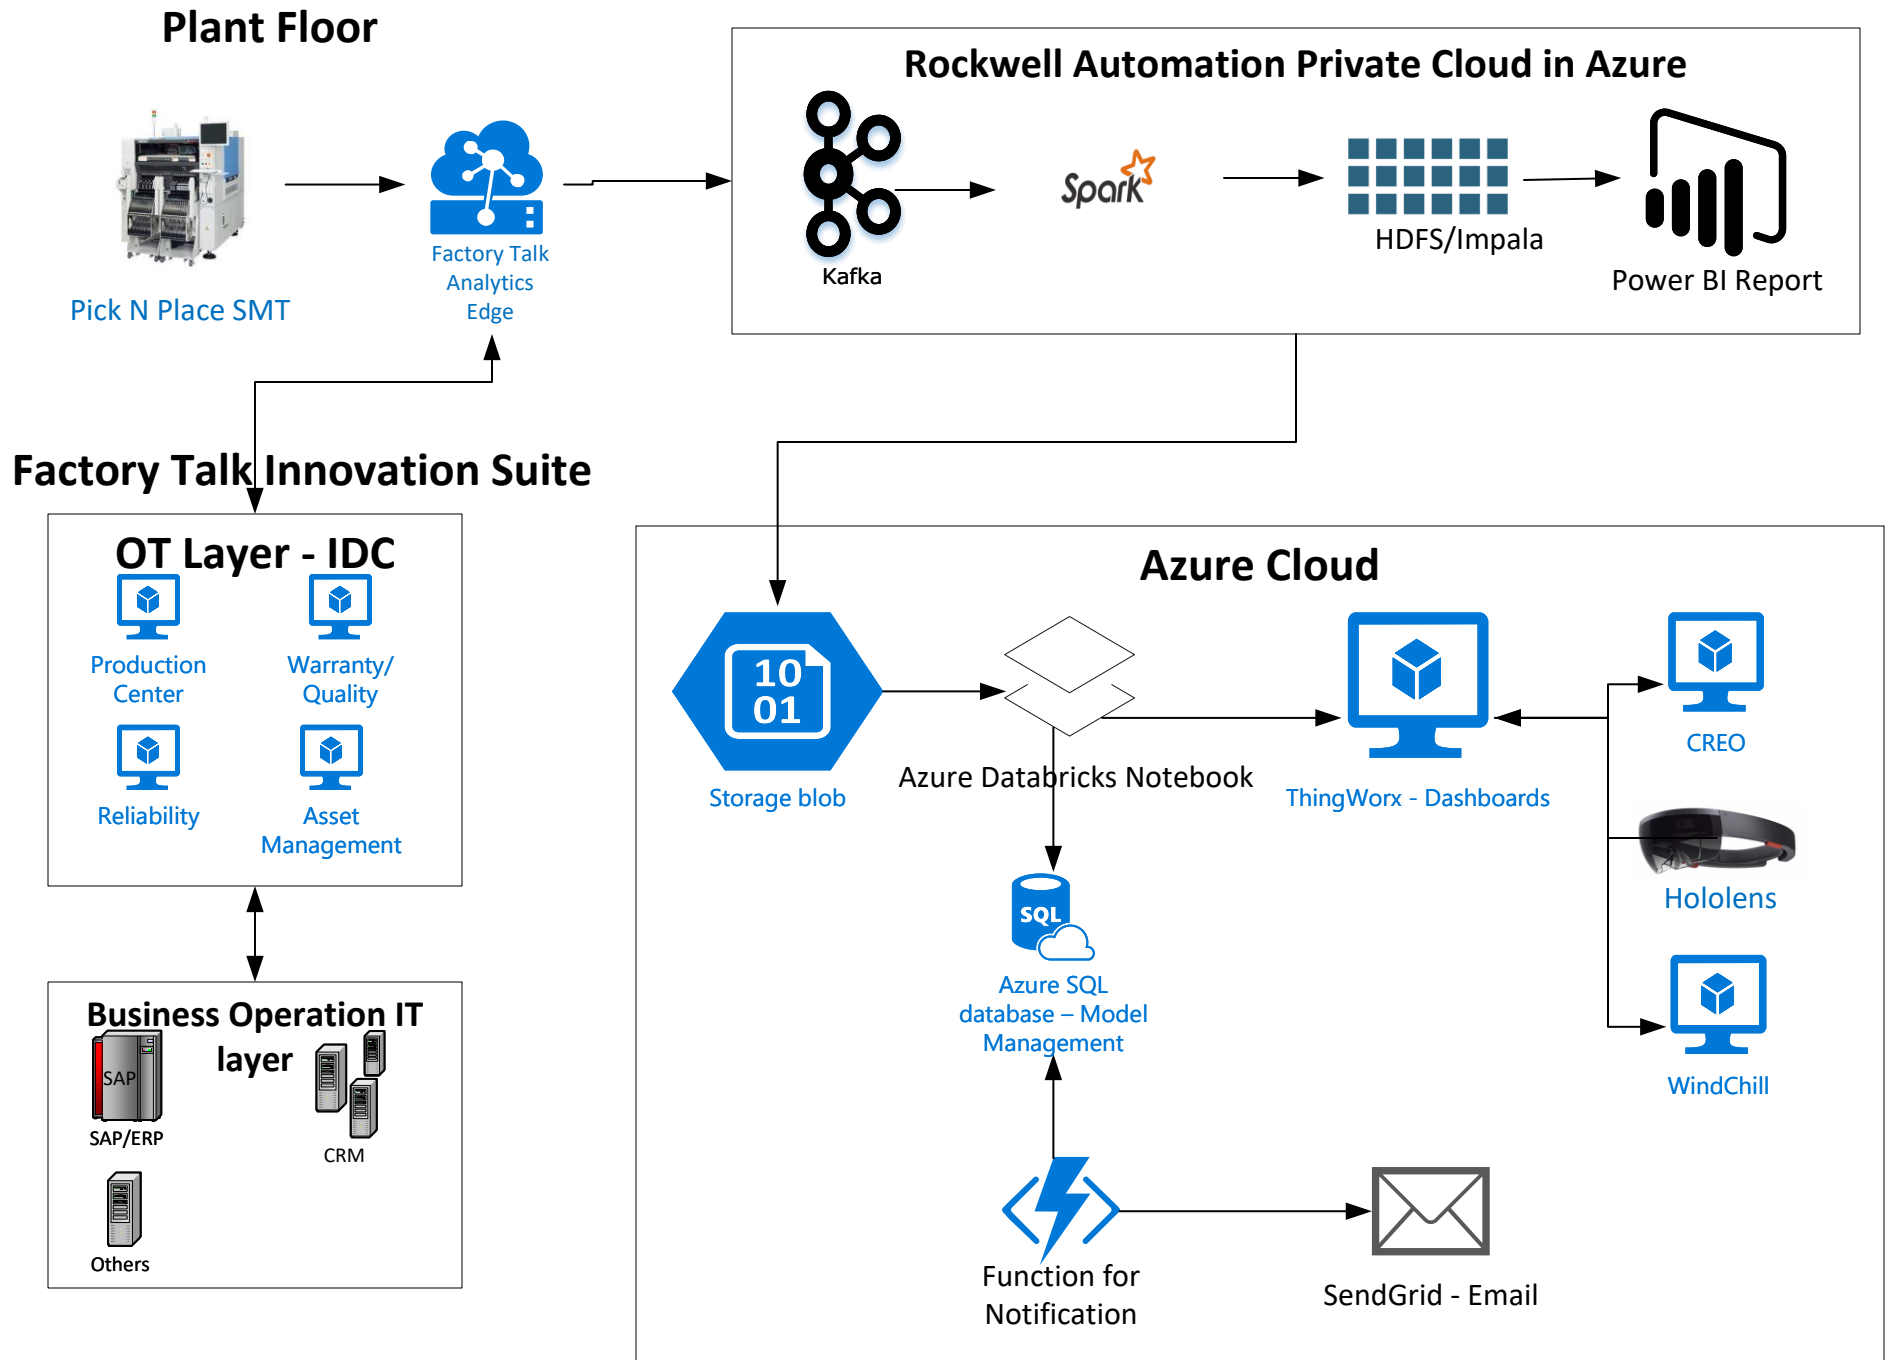 Plant Floor
Pick N Place SMT
Factory Talk
Analytics
Edge
Rockwell Automation Private Cloud in Azure
Kafka
Spark
HDFS/Impala
Power BI Report
Factory Talk Innovation Suite
OT Layer - IDC
Production
Center
Warranty/
Quality
Reliability
Asset
Management
Business Operation IT
layer
SAP
SAP/ERP
CRM
Others
Azure Cloud
10
01
Storage blob
Azure Databricks Notebook
ThingWorx - Dashboards
CREO
Hololens
WindChill
SQL
Azure SQL
database – Model
Management
Function for
Notification
SendGrid - Email